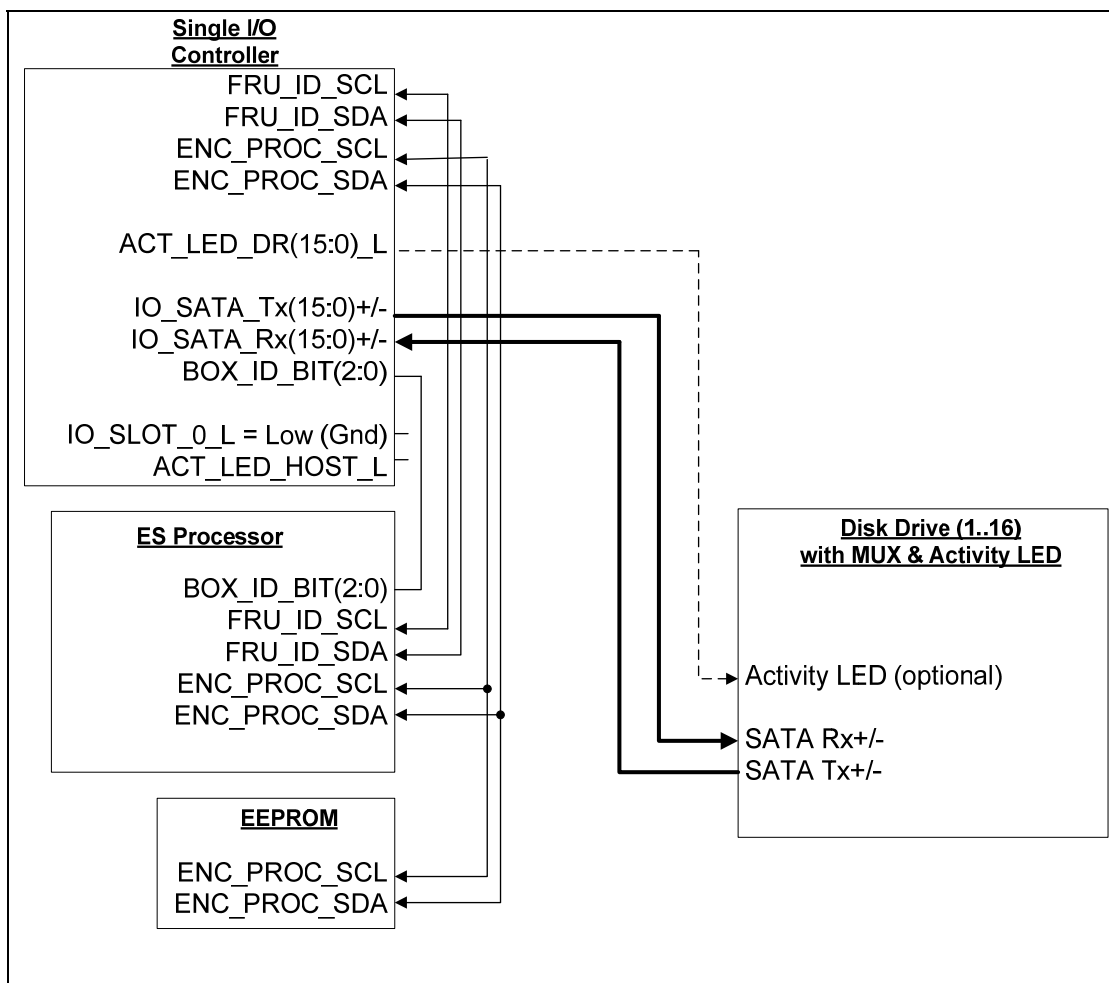 Single I/O
Controller
FRU_ID_SCL
FRU_ID_SDA
ENC_PROC_SCL
ENC_PROC_SDA
ACT_LED_DR(15:0)_L
IO_SATA_Tx(15:0)+/-
IO_SATA_Rx(15:0)+/-
BOX_ID_BIT(2:0)
IO_SLOT_0_L = Low (Gnd)
ACT_LED_HOST_L
ES Processor
BOX_ID_BIT(2:0)
FRU_ID_SCL
FRU_ID_SDA
ENC_PROC_SCL
ENC_PROC_SDA
EEPROM
ENC_PROC_SCL
ENC_PROC_SDA
Disk Drive (1..16)
with MUX & Activity LED
Activity LED (optional)
SATA Rx+/-
SATA Tx+/-